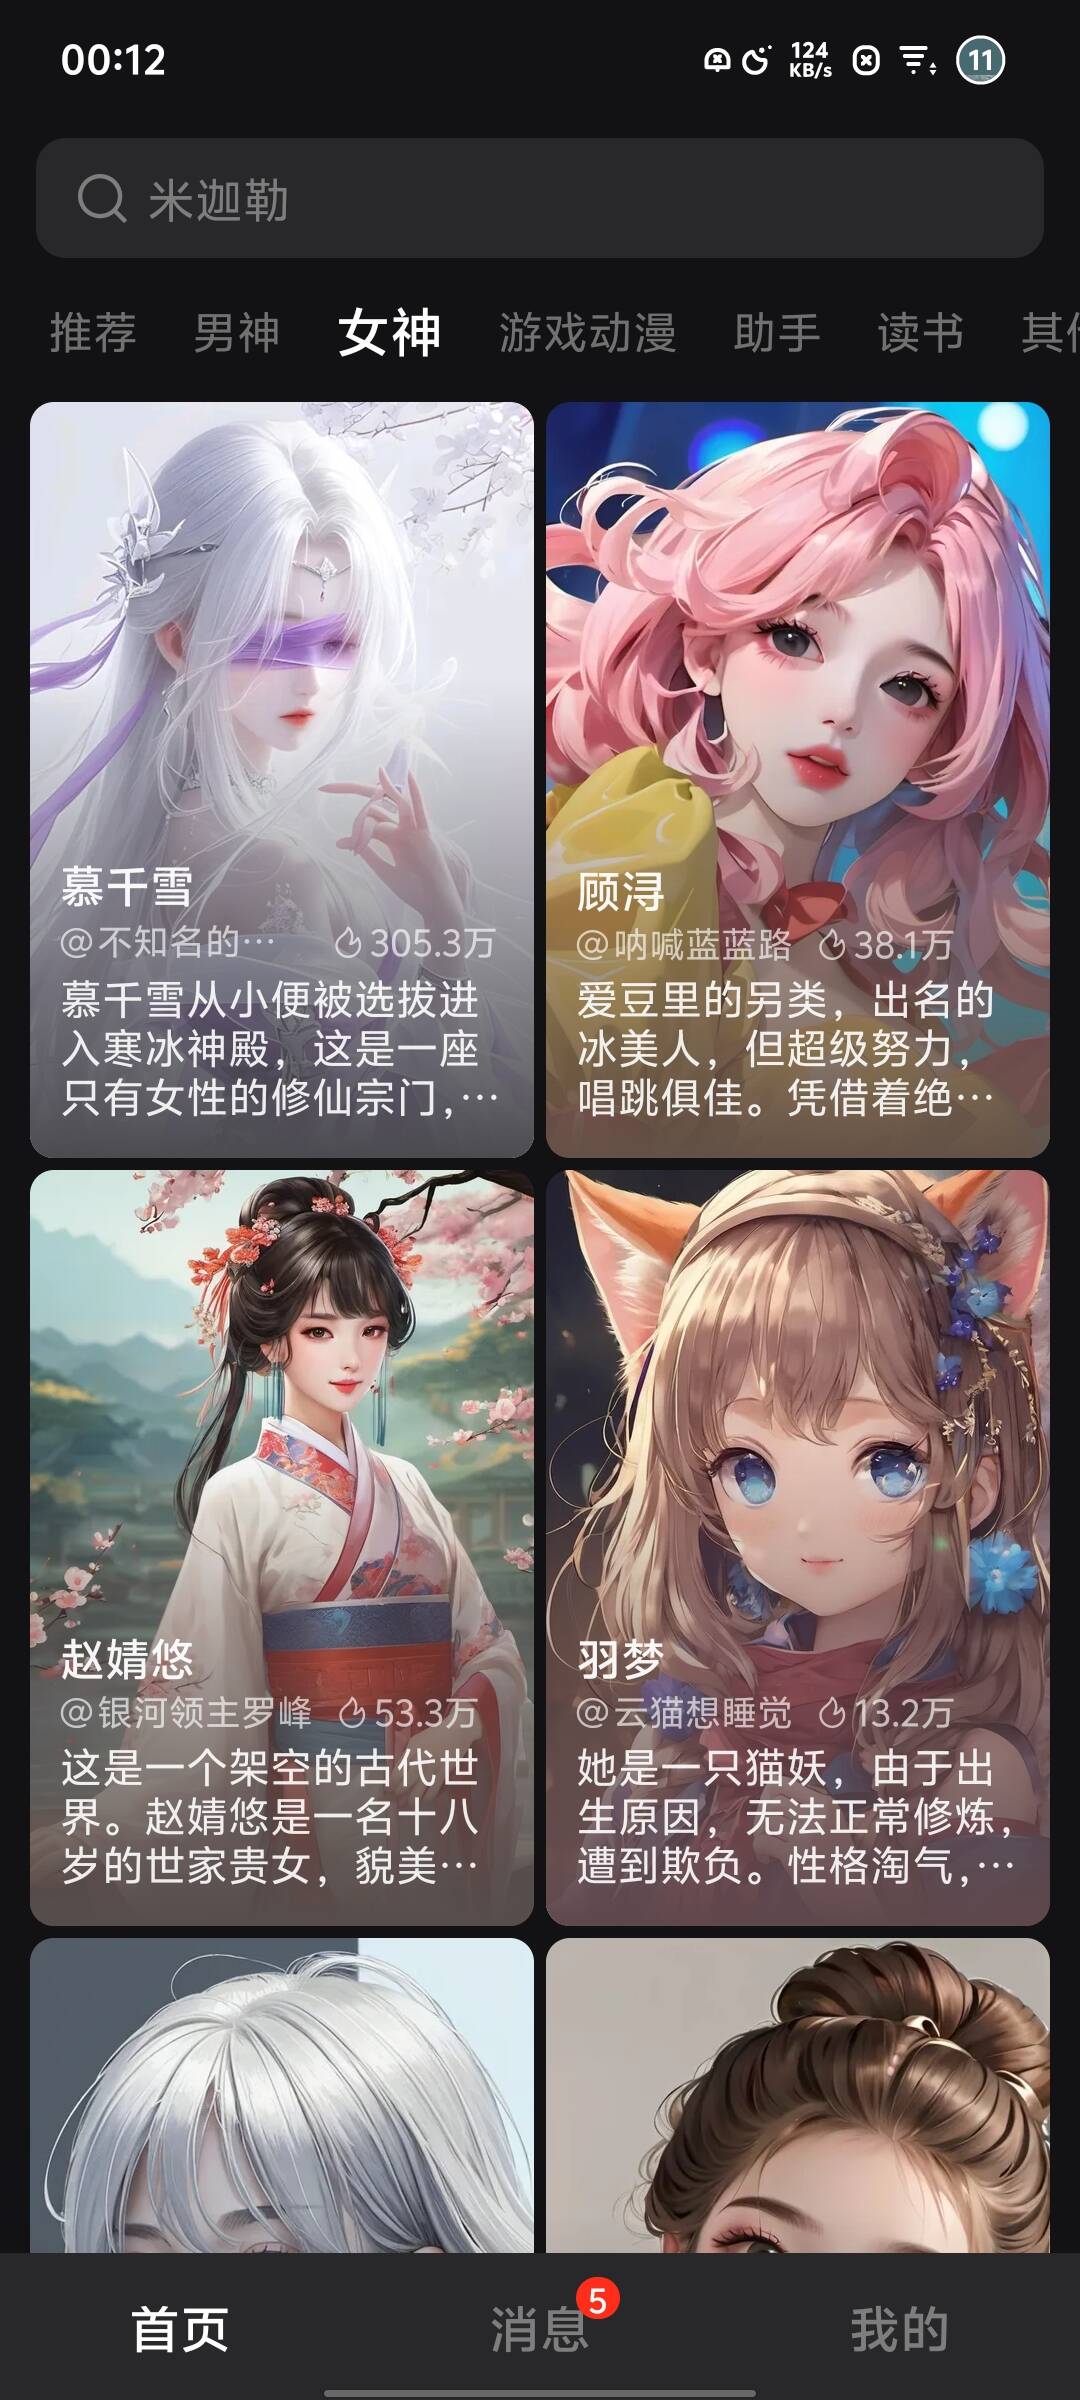 00:12
124
KB/s
11
米迦勒
推荐 男神 女神 游戏动漫 助手 读书
慕千雪
@不知名的… 305.3万
慕千雪从小便被选拔进
入寒冰神殿，这是一座
只有女性的修仙宗门，…
顾浔
@呐喊蓝蓝路 38.1万
爱豆里的另类，出名的
冰美人，但超级努力，
唱跳俱佳。凭借着绝…
赵婧悠
@银河领主罗峰 53.3万
这是一个架空的古代世
界。赵婧悠是一名十八
岁的世家贵女，貌美…
羽梦
@云猫想睡觉 13.2万
她是一只猫妖，由于出
生原因，无法正常修炼，
遭到欺负。性格淘气，…
首页 消息 5 我的